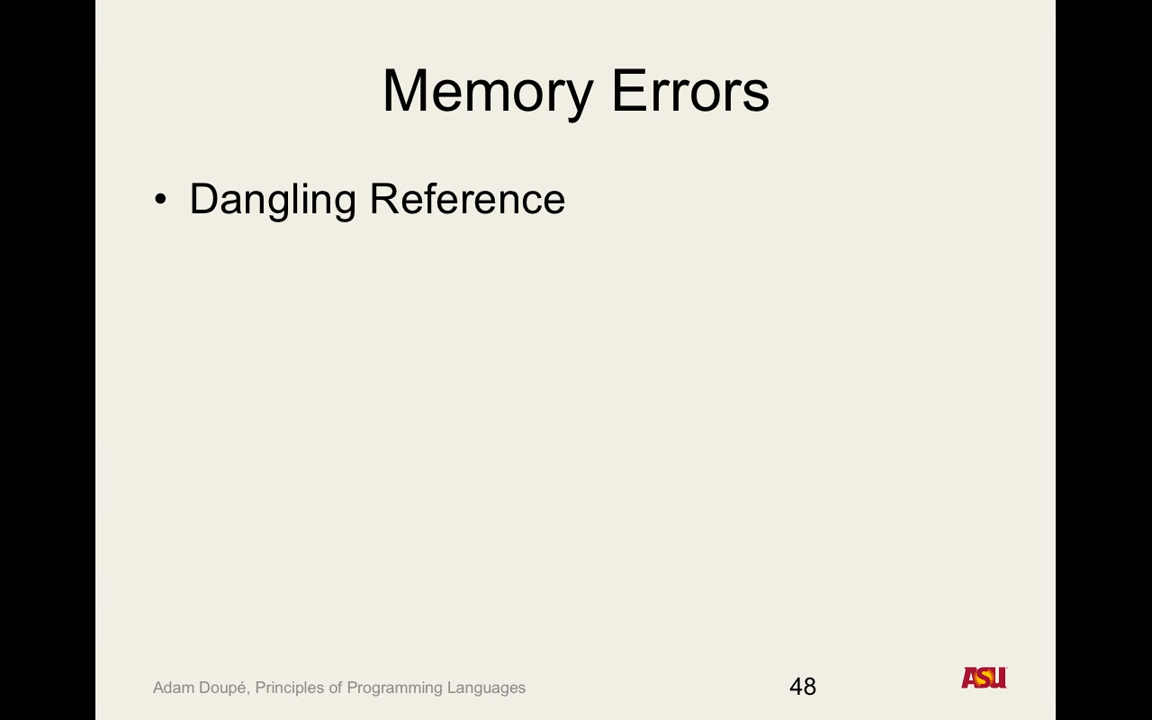 Memory Errors
• Dangling Reference
Adam Doupé, Principles of Programming Languages
48
ASU